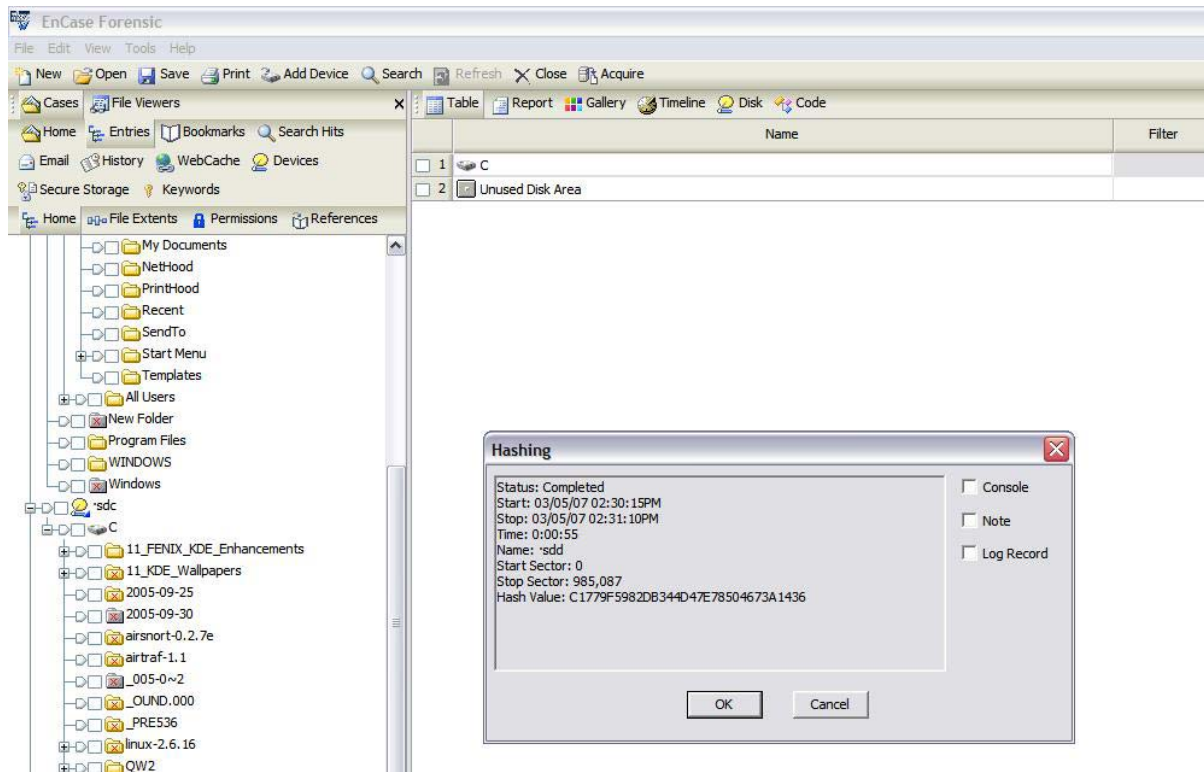 EnCase Forensic
File Edit View Tools Help
New Open Save Print Add Device Search Refresh Close Acquire
Cases File Viewers
Table Report Gallery Timeline Disk Code
Home Entries Bookmarks Search Hits
Email History WebCache Devices
Secure Storage Keywords
Home File Extents Permissions References
Name Filter
1 C
2 Unused Disk Area
My Documents
NetHood
PrintHood
Recent
SendTo
Start Menu
Templates
All Users
New Folder
Program Files
WINDOWS
Windows
·sdc
C
11_FENIX_KDE_Enhancements
11_KDE_Wallpapers
2005-09-25
2005-09-30
airsnort-0.2.7e
airtraf-1.1
_005-0~2
_OUND.000
_PRE536
linux-2.6.16
QW2
Hashing
Status: Completed
Start: 03/05/07 02:30:15PM
Stop: 03/05/07 02:31:10PM
Time: 0:00:55
Name: ·sdd
Start Sector: 0
Stop Sector: 985,087
Hash Value: C1779F5982DB344D47E78504673A1436
Console
Note
Log Record
OK Cancel